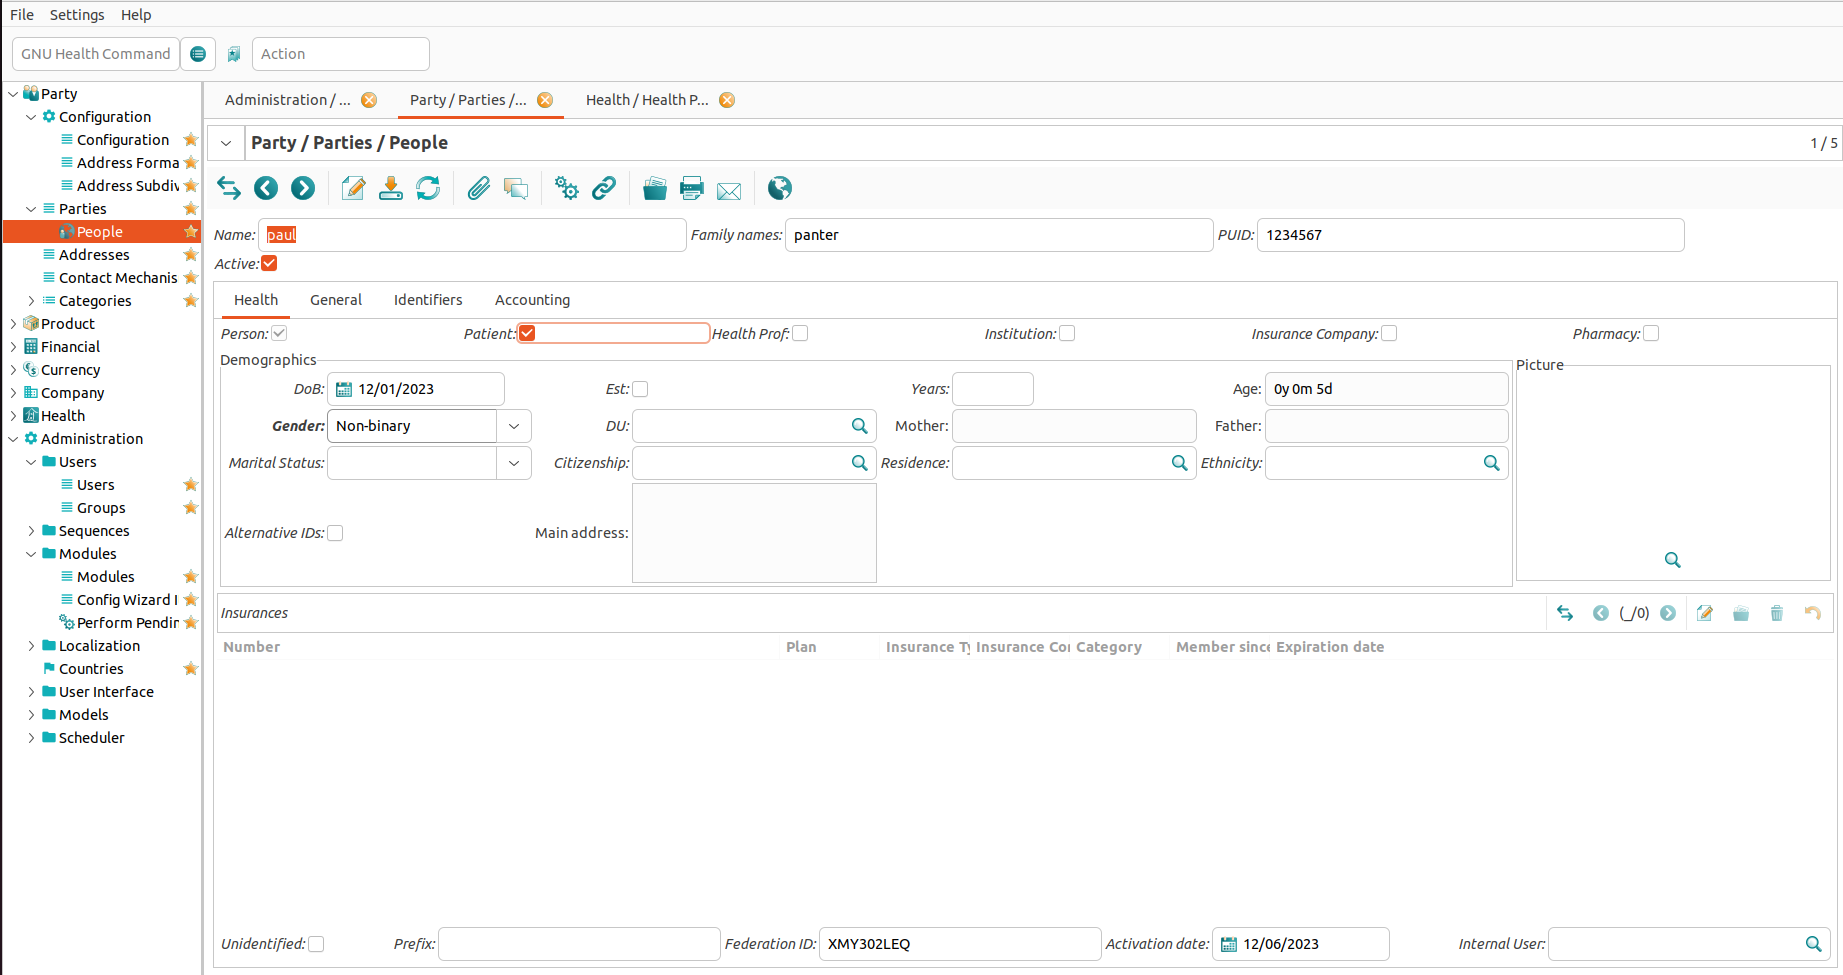 File Settings Help
GNU Health Command Action
Party
Configuration
Configuration
Address Forma
Address Subdiv
Parties
People
Addresses
Contact Mechanis
Categories
Product
Financial
Currency
Company
Health
Administration
Users
Users
Groups
Sequences
Modules
Modules
Config Wizard I
Perform Pendin
Localization
Countries
User Interface
Models
Scheduler
Administration / ... Party / Parties /... Health / Health P...
Party / Parties / People 1 / 5
Name: paul Family names: panter PUID: 1234567
Active:
Health General Identifiers Accounting
Person: Patient: Health Prof: Institution: Insurance Company: Pharmacy:
Demographics Picture
DoB: 12/01/2023 Est: Years: Age: 0y 0m 5d
Gender: Non-binary DU: Mother: Father:
Marital Status: Citizenship: Residence: Ethnicity:
Alternative IDs: Main address:
Insurances (_/0)
Number Plan Insurance Ty Insurance Cor Category Member since Expiration date
Unidentified: Prefix: Federation ID: XMY302LEQ Activation date: 12/06/2023 Internal User: